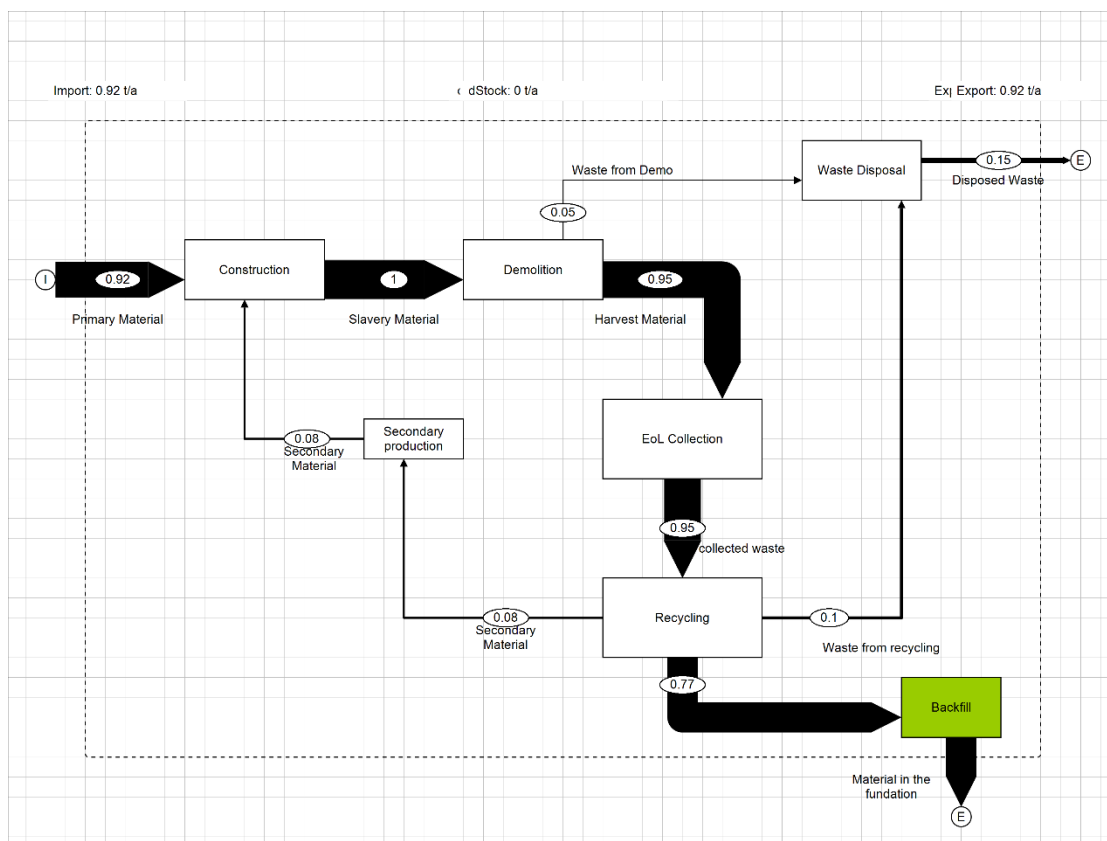 Import: 0.92 t/a
dStock: 0 t/a
Export: 0.92 t/a
Waste Disposal
0.15
E
Disposed Waste
Waste from Demo
0.05
I
0.92
Primary Material
Construction
1
Slavery Material
Demolition
0.95
Harvest Material
EoL Collection
Secondary
production
0.08
Secondary
Material
0.95
collected waste
Recycling
0.08
Secondary
Material
0.1
Waste from recycling
0.77
Backfill
Material in the
fundation
E